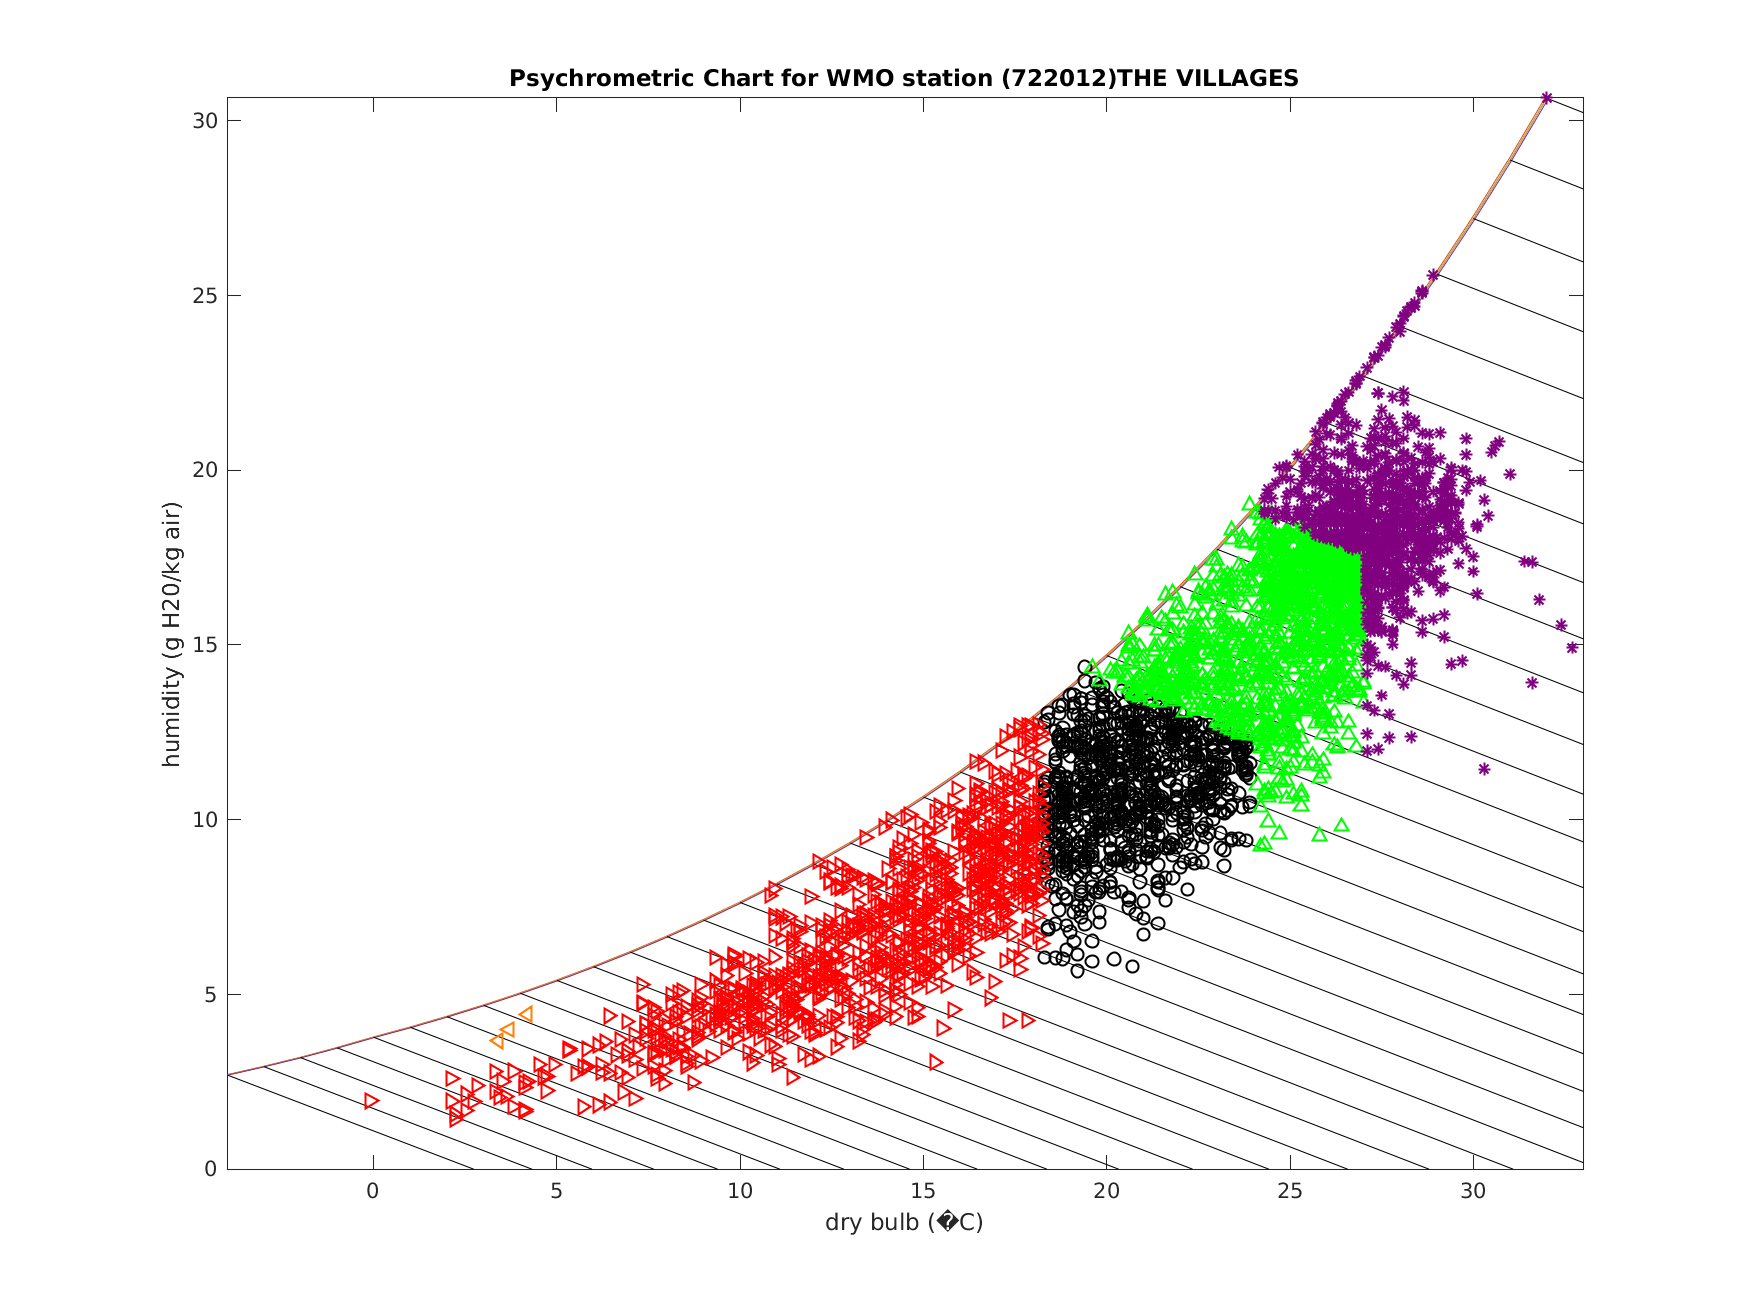 Psychrometric Chart for WMO station (722012)THE VILLAGES
30
25
20
15
10
5
0
humidity (g H20/kg air)
0 5 10 15 20 25 30
dry bulb (�C)